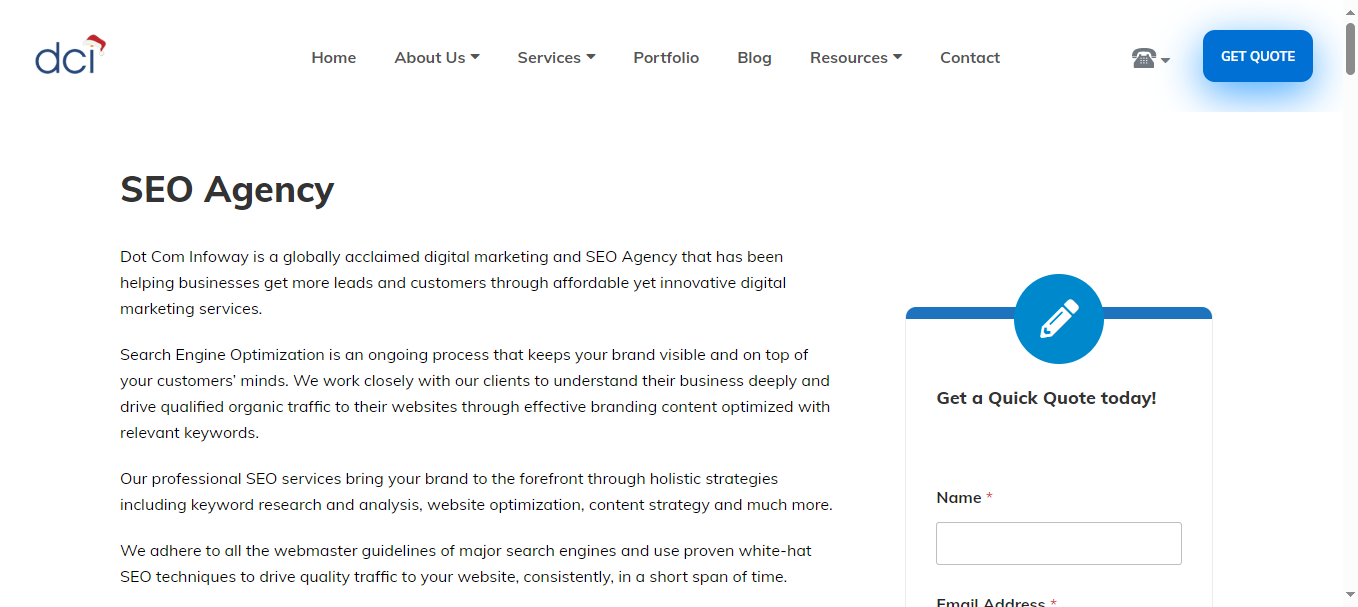 dci
Home
About Us
Services
Portfolio
Blog
Resources
Contact
GET QUOTE
SEO Agency
Dot Com Infoway is a globally acclaimed digital marketing and SEO Agency that has been
helping businesses get more leads and customers through affordable yet innovative digital
marketing services.
Search Engine Optimization is an ongoing process that keeps your brand visible and on top of
your customers’ minds. We work closely with our clients to understand their business deeply and
drive qualified organic traffic to their websites through effective branding content optimized with
relevant keywords.
Our professional SEO services bring your brand to the forefront through holistic strategies
including keyword research and analysis, website optimization, content strategy and much more.
We adhere to all the webmaster guidelines of major search engines and use proven white-hat
SEO techniques to drive quality traffic to your website, consistently, in a short span of time.
Get a Quick Quote today!
Name *
Email Address *